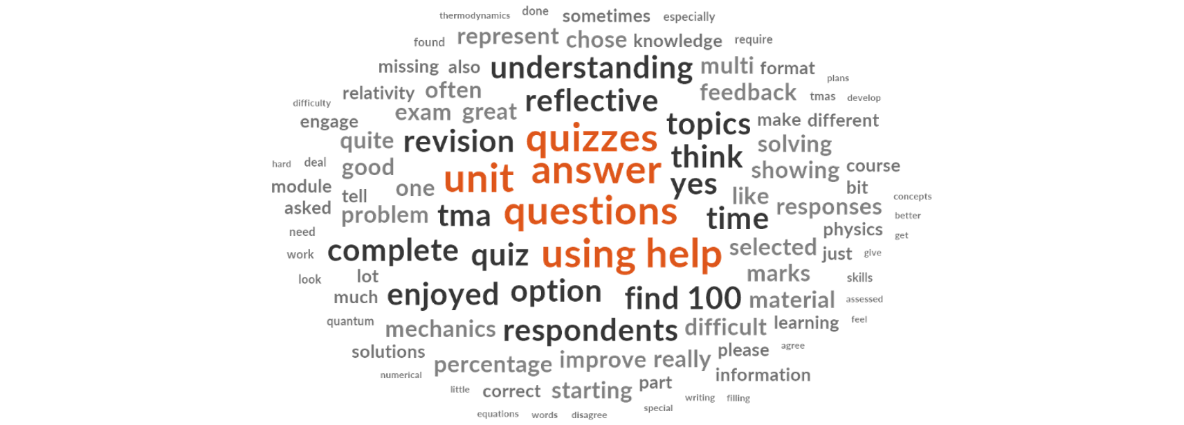 thermodynamics done sometimes especially
found represent chose knowledge require
missing also understanding multi format
plans
relativity often reflective feedback tmas develop
difficulty
engage exam great topics make different
quite revision quizzes think solving
hard deal good unit answer showing course
module tell one yes like bit
concepts
asked problem tma questions time responses better
need physics get
work complete quiz using help selected just give
look lot marks skills
much enjoyed option find 100 material assessed
quantum mechanics respondents difficult learning feel
solutions percentage improve really please agree
numerical information
little correct starting part
writing filling
equations words disagree special